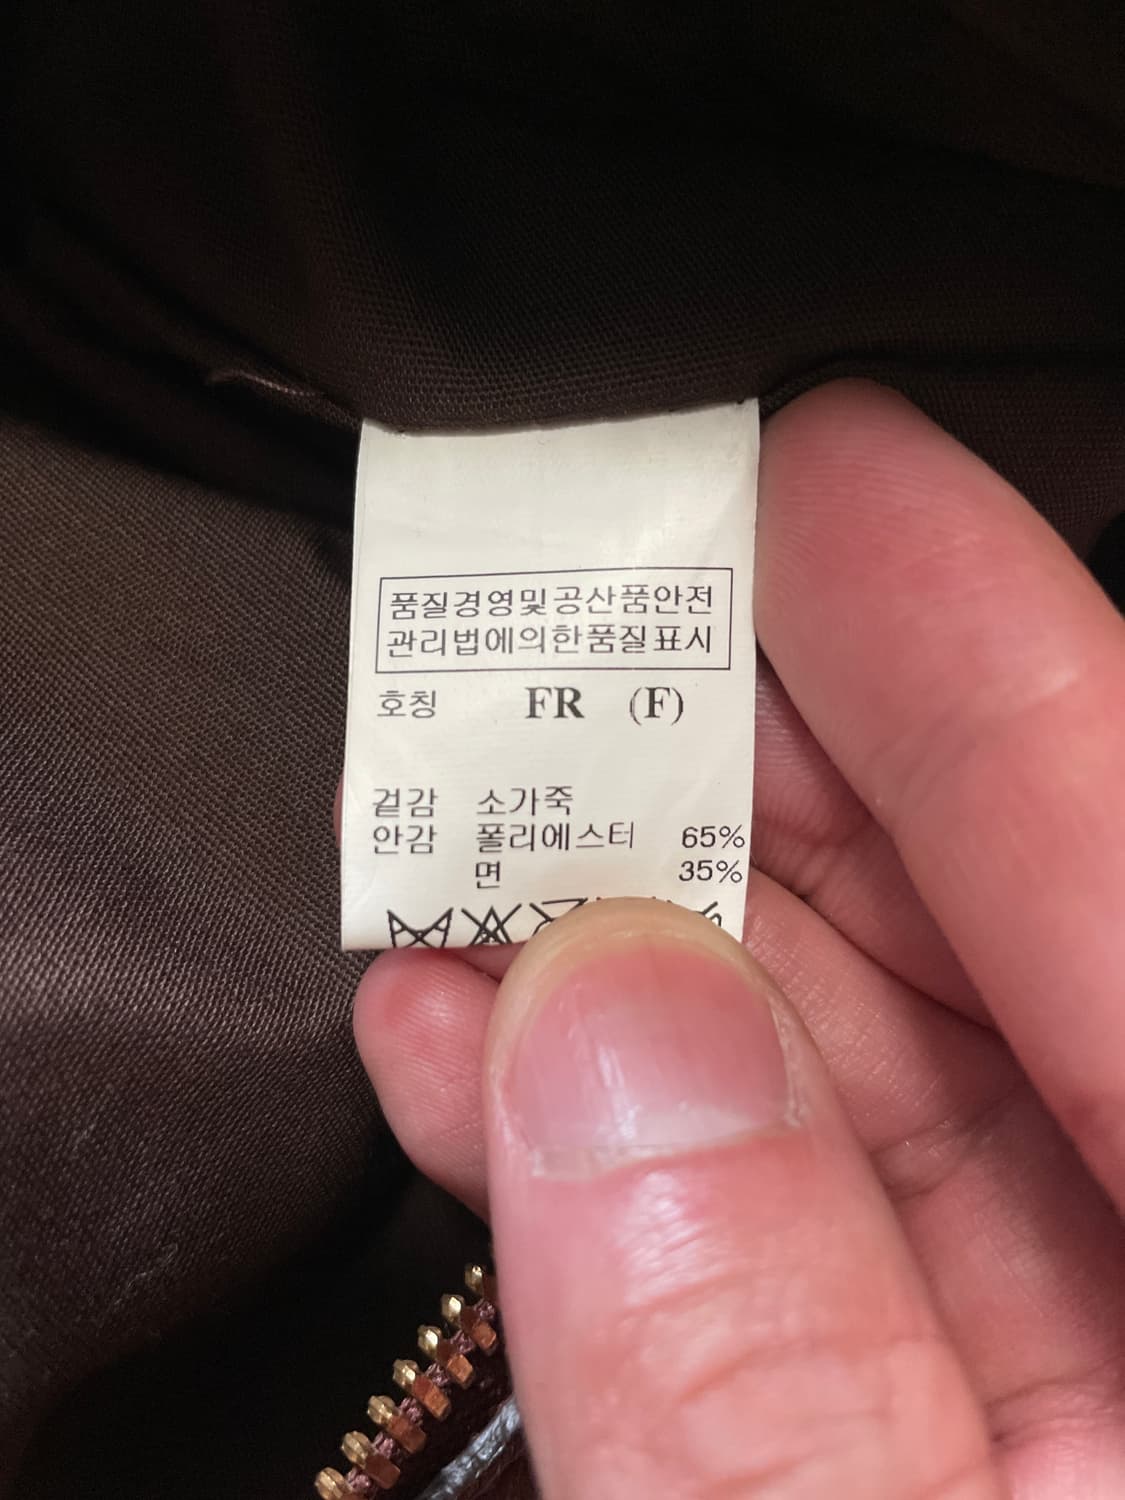 품질경영및공산품안전
관리법에의한품질표시
호칭 FR (F)
겉감 소가죽
안감 폴리에스터 65%
면 35%